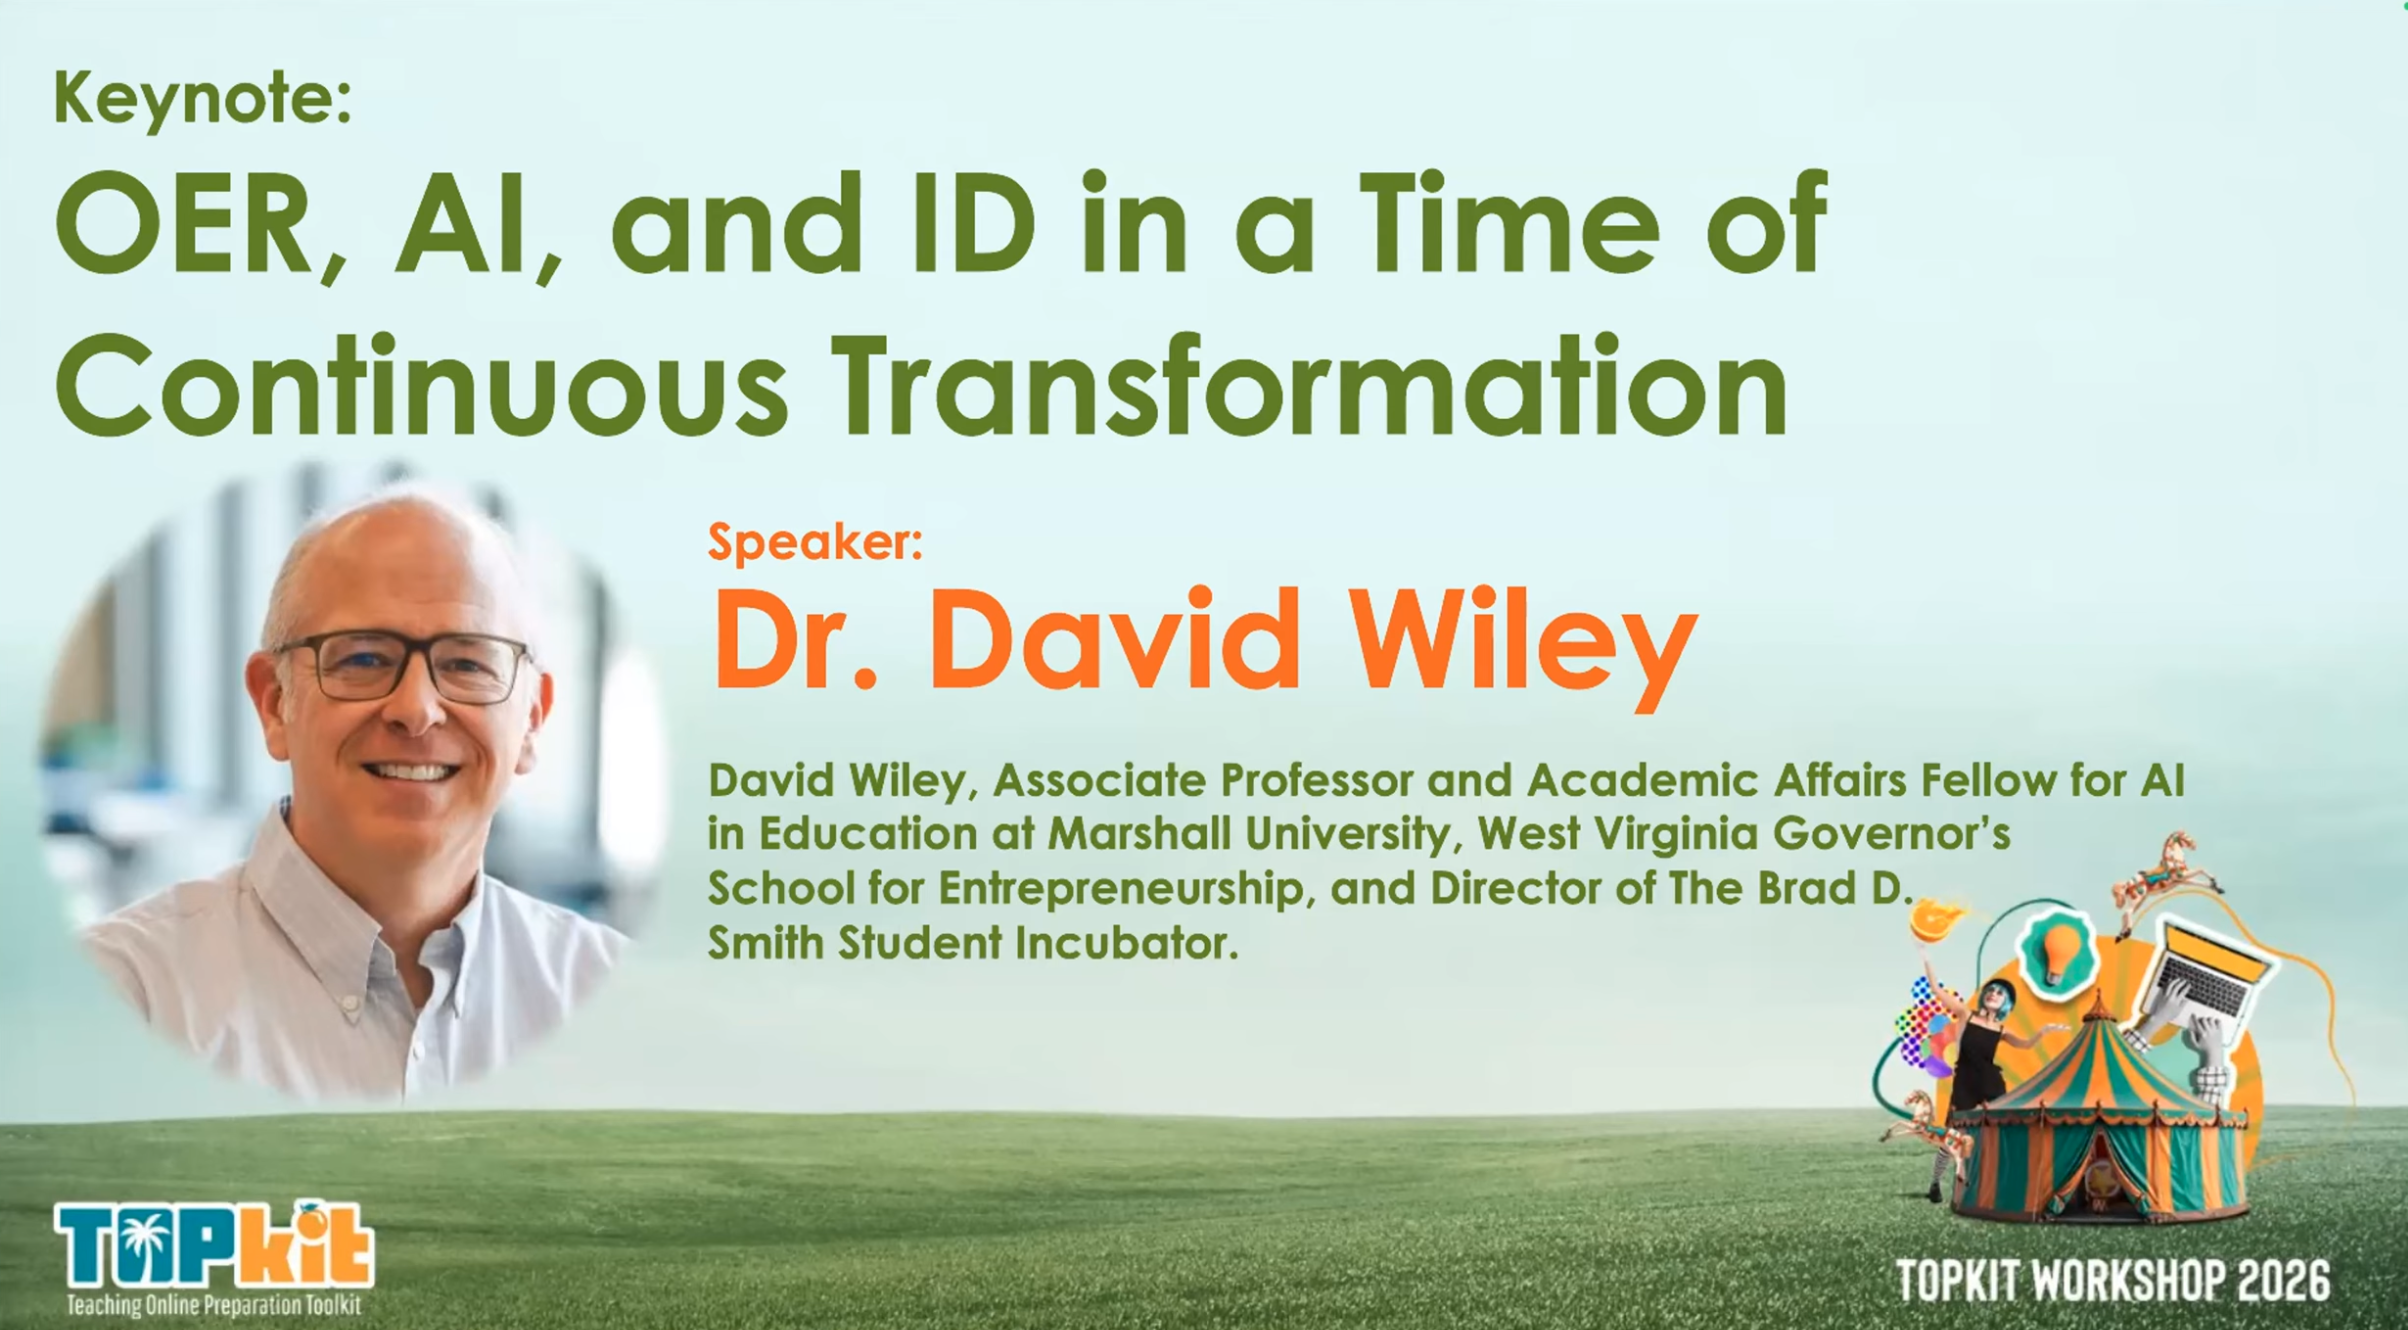 Keynote:
OER, AI, and ID in a Time of
Continuous Transformation
Speaker:
Dr. David Wiley
David Wiley, Associate Professor and Academic Affairs Fellow for AI
in Education at Marshall University, West Virginia Governor's
School for Entrepreneurship, and Director of The Brad D.
Smith Student Incubator.
TOPkit
Teaching Online Preparation Toolkit
TOPKIT WORKSHOP 2026